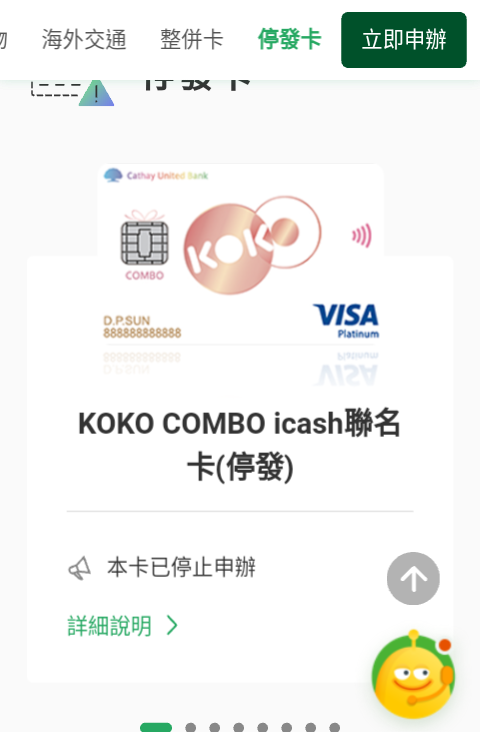 物 海外交通 整併卡 停發卡 立即申辦
停發卡
Cathay United Bank
KOKO
COMBO
D.P.SUN
888888888888
VISA
Platinum
KOKO COMBO icash聯名
卡(停發)
本卡已停止申辦
詳細說明